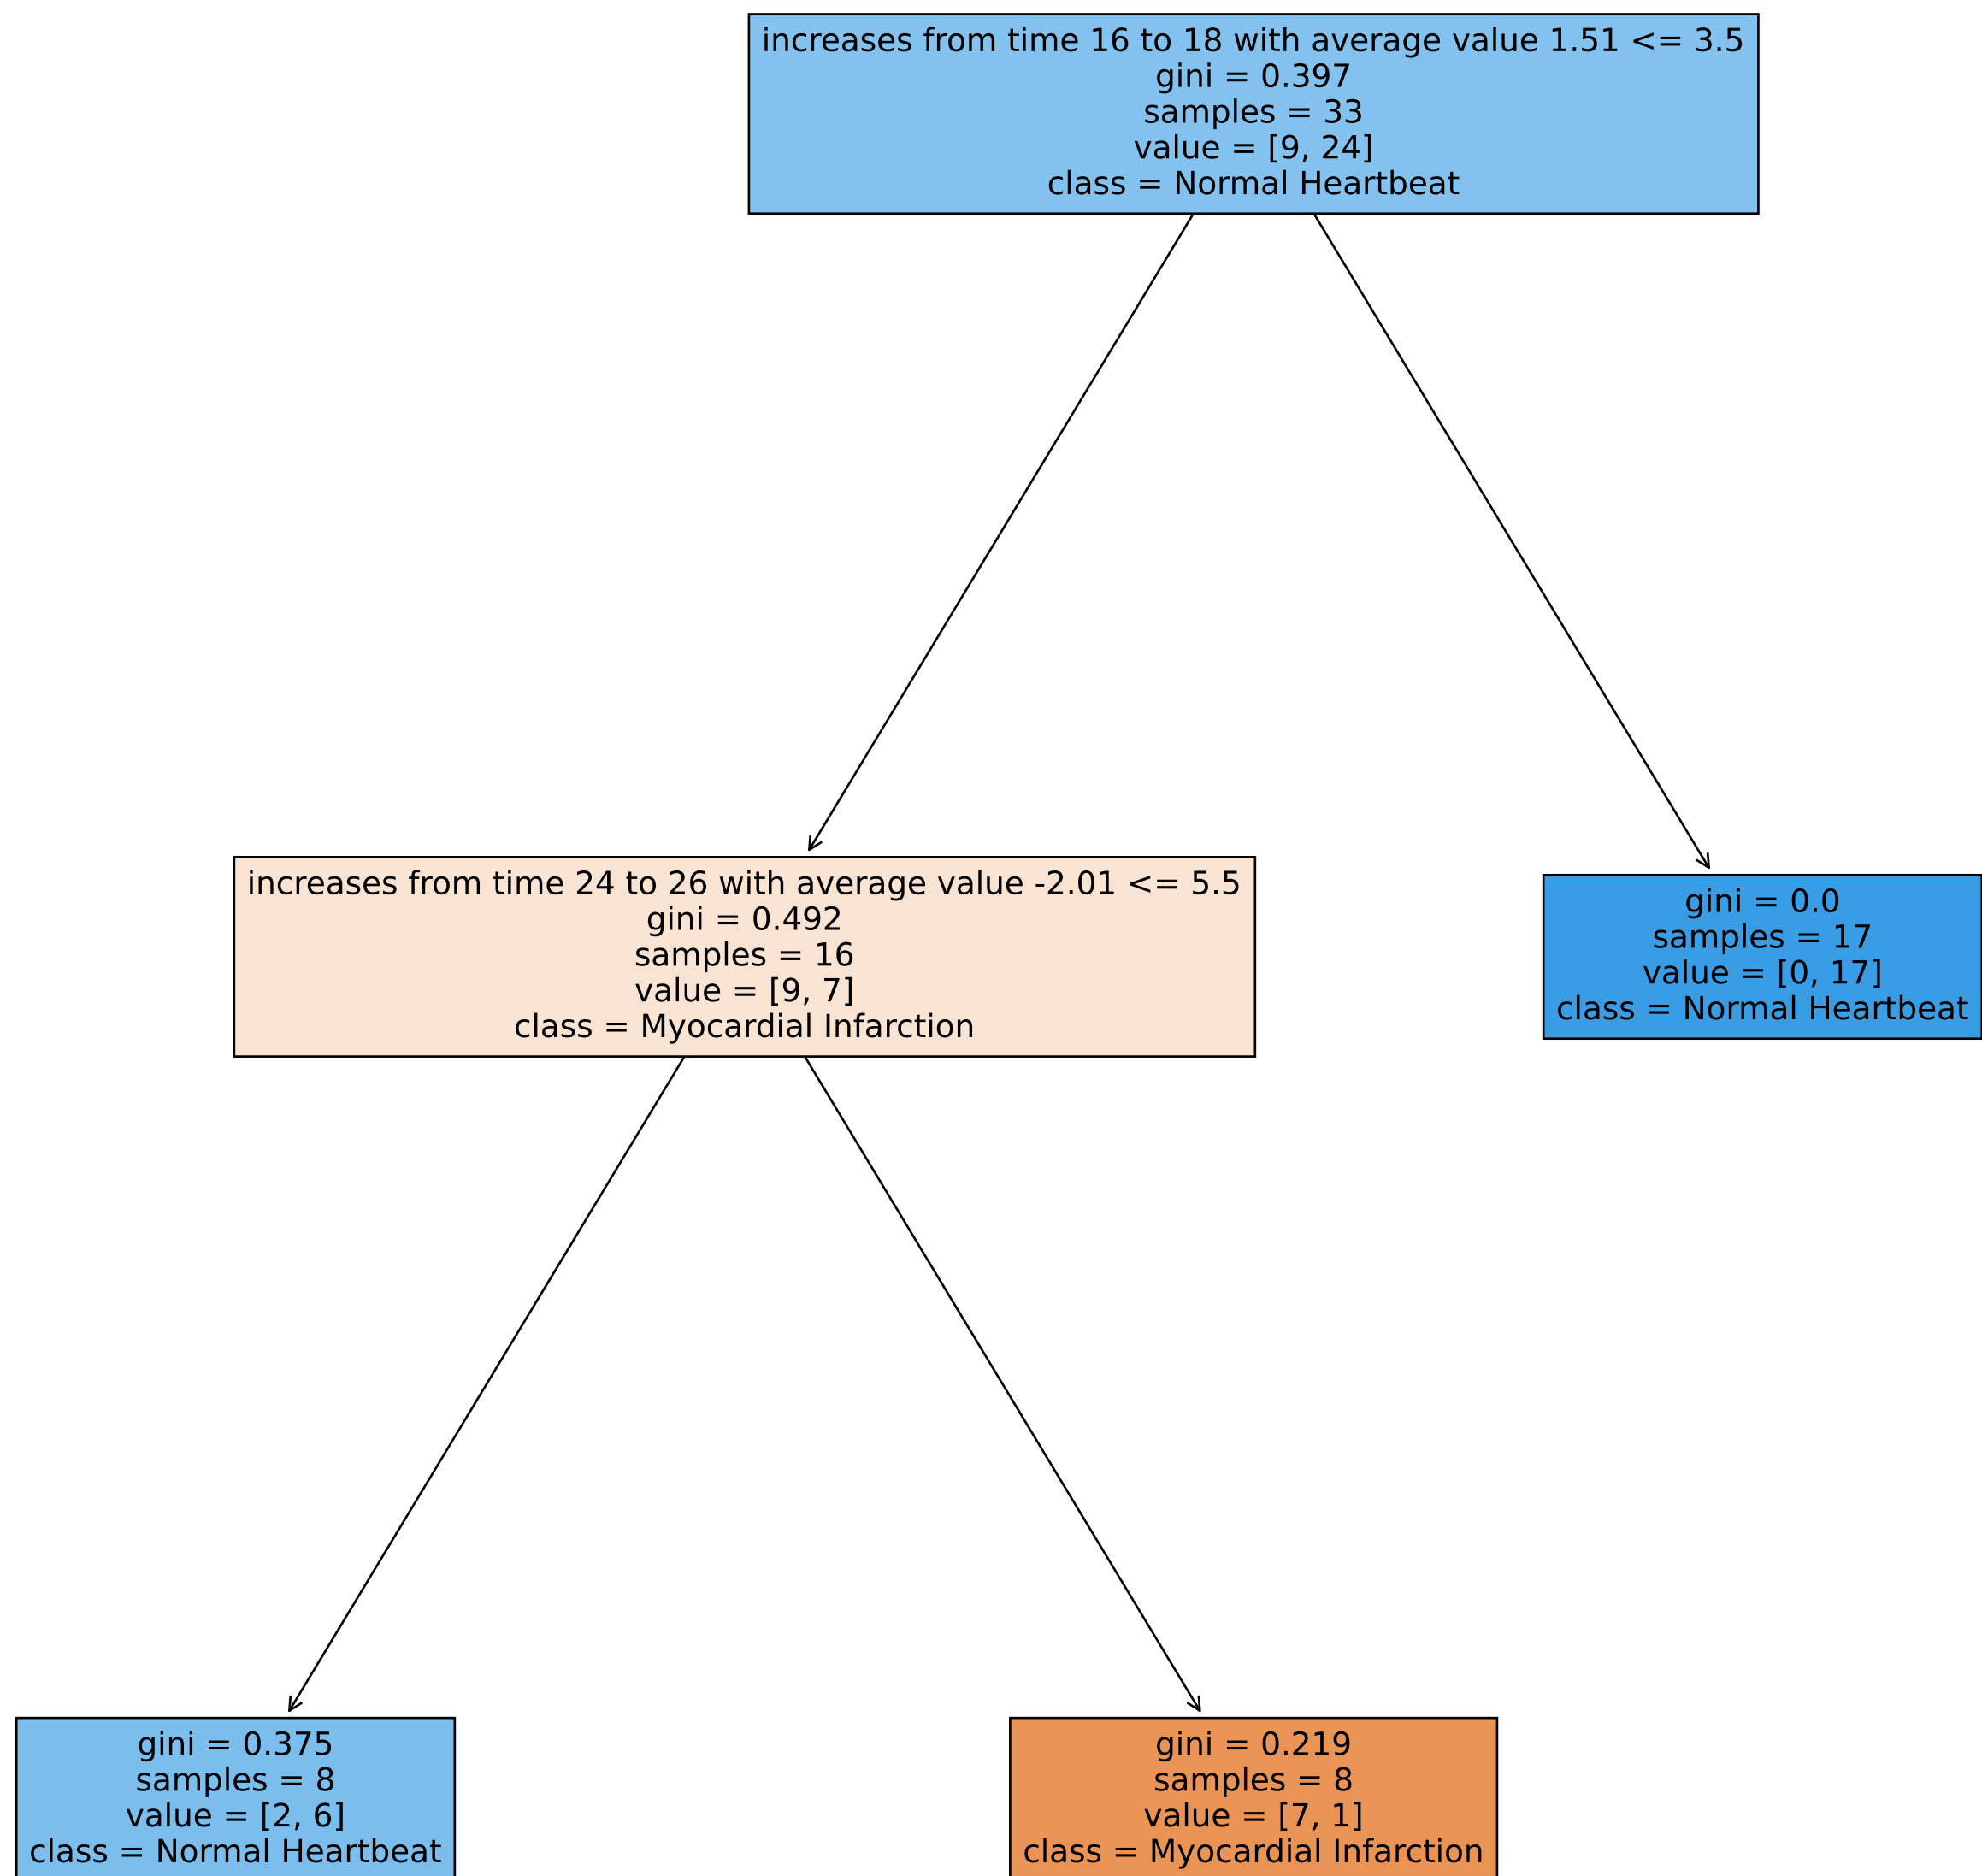 increases from time 16 to 18 with average value 1.51 <= 3.5
gini = 0.397
samples = 33
value = [9, 24]
class = Normal Heartbeat
increases from time 24 to 26 with average value -2.01 <= 5.5
gini = 0.492
samples = 16
value = [9, 7]
class = Myocardial Infarction
gini = 0.0
samples = 17
value = [0, 17]
class = Normal Heartbeat
gini = 0.375
samples = 8
value = [2, 6]
class = Normal Heartbeat
gini = 0.219
samples = 8
value = [7, 1]
class = Myocardial Infarction